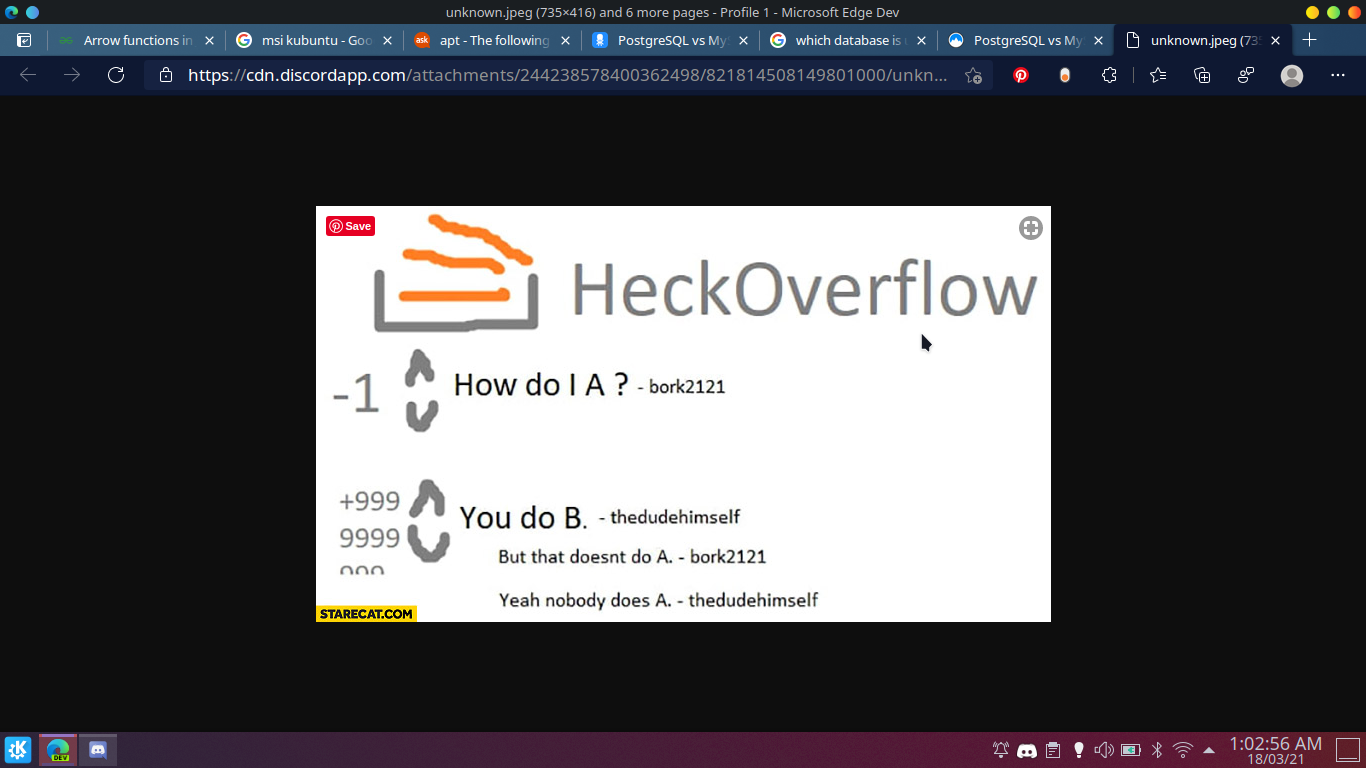 unknown.jpeg (735×416) and 6 more pages - Profile 1 - Microsoft Edge Dev
Arrow functions in
msi kubuntu - Goo
ask
apt - The following
PostgreSQL vs My
which database is
PostgreSQL vs My
unknown.jpeg (73
https://cdn.discordapp.com/attachments/244238578400362498/821814508149801000/unkn...
Save
HeckOverflow
-1
How do I A ? - bork2121
+999
9999
999
You do B. - thedudehimself
But that doesnt do A. - bork2121
Yeah nobody does A. - thedudehimself
STARECAT.COM
DEV
1:02:56 AM
18/03/21